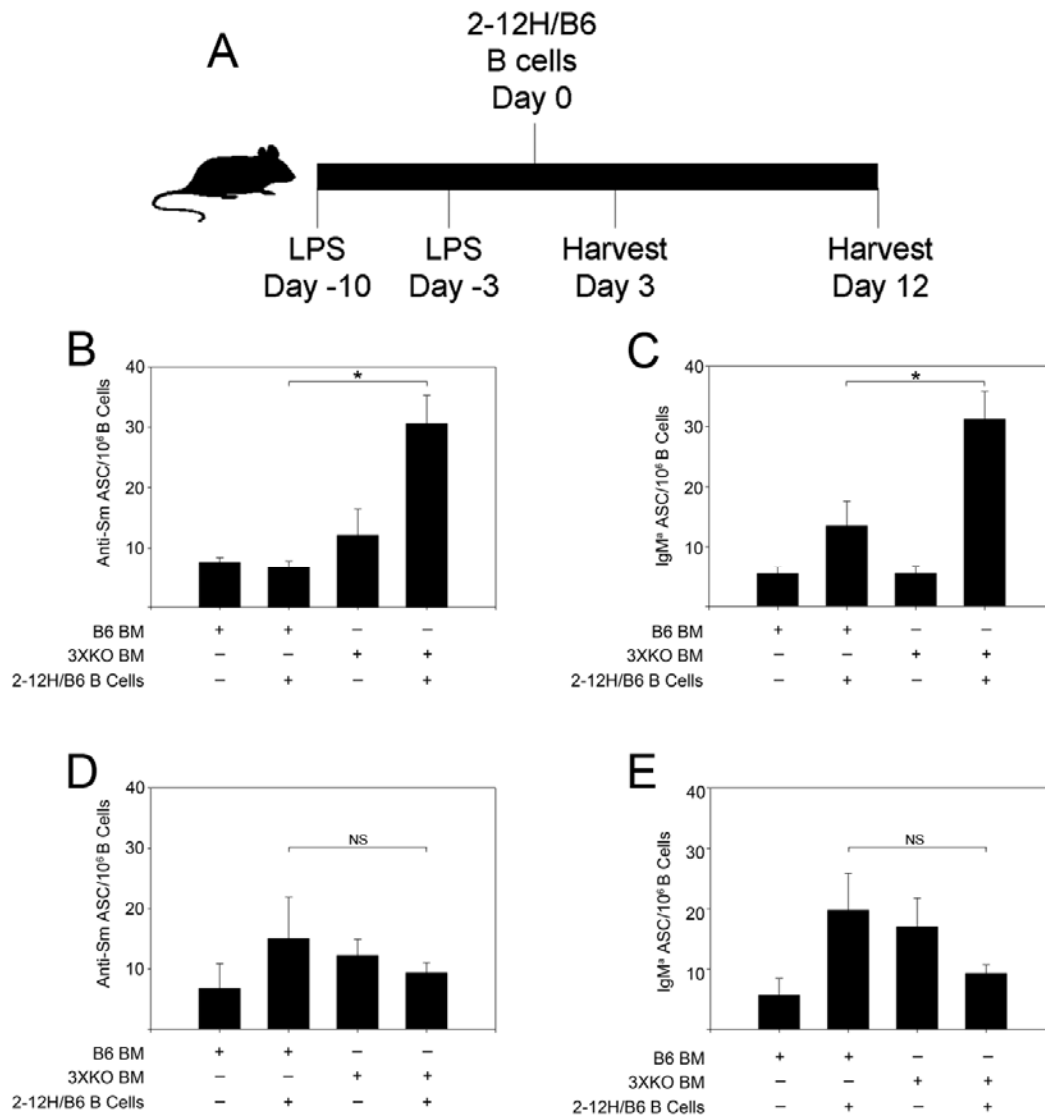 A
2-12H/B6
B cells
Day 0
LPS
Day -10
LPS
Day -3
Harvest
Day 3
Harvest
Day 12
B
Anti-Sm ASC/10⁶ B Cells
40
30
20
10
*
B6 BM + + – –
3XKO BM – – + +
2-12H/B6 B Cells – + – +
C
IgMᵃ ASC/10⁶ B Cells
40
30
20
10
*
B6 BM + + – –
3XKO BM – – + +
2-12H/B6 B Cells – + – +
D
Anti-Sm ASC/10⁶ B Cells
40
30
20
10
NS
B6 BM + + – –
3XKO BM – – + +
2-12H/B6 B Cells – + – +
E
IgMᵃ ASC/10⁶ B Cells
40
30
20
10
NS
B6 BM + + – –
3XKO BM – – + +
2-12H/B6 B Cells – + – +